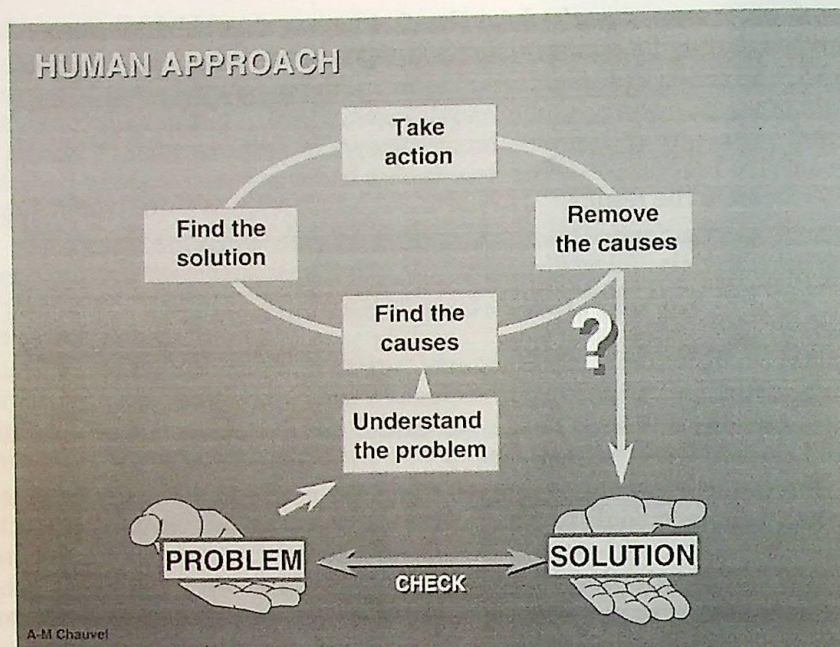 HUMAN APPROACH
Take
action
Find the
solution
Remove
the causes
Find the
causes
?
Understand
the problem
PROBLEM
SOLUTION
CHECK
A-M Chauvel